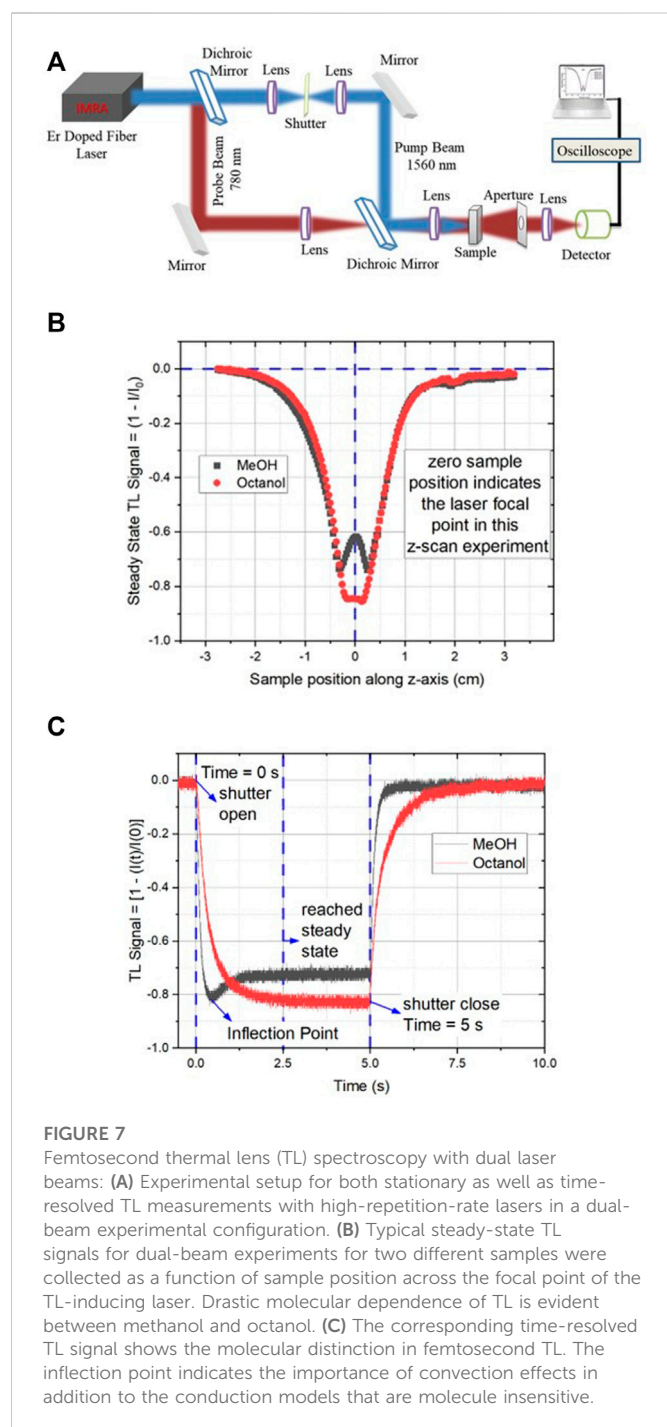 A
Dichroic
Mirror
Lens
Lens
Mirror
IMRA
Shutter
Er Doped Fiber
Laser
Probe Beam
780 nm
Pump Beam
1560 nm
Oscilloscope
Aperture
Lens
Lens
Mirror
Lens
Dichroic Mirror
Sample
Detector
B
Steady State TL Signal = (1 - I/I₀)
0.0
-0.2
-0.4
-0.6
-0.8
-1.0
MeOH
Octanol
zero sample
position indicates
the laser focal
point in this
z-scan experiment
-3
-2
-1
0
1
2
3
Sample position along z-axis (cm)
C
TL Signal = [1 - (I(t)/I(0)]
0.0
-0.2
-0.4
-0.6
-0.8
-1.0
Time = 0 s
shutter
open
MeOH
Octanol
reached
steady
state
shutter close
Time = 5 s
Inflection Point
0.0
2.5
5.0
7.5
10.0
Time (s)
FIGURE 7
Femtosecond thermal lens (TL) spectroscopy with dual laser
beams: (A) Experimental setup for both stationary as well as time-
resolved TL measurements with high-repetition-rate lasers in a dual-
beam experimental configuration. (B) Typical steady-state TL
signals for dual-beam experiments for two different samples were
collected as a function of sample position across the focal point of the
TL-inducing laser. Drastic molecular dependence of TL is evident
between methanol and octanol. (C) The corresponding time-resolved
TL signal shows the molecular distinction in femtosecond TL. The
inflection point indicates the importance of convection effects in
addition to the conduction models that are molecule insensitive.